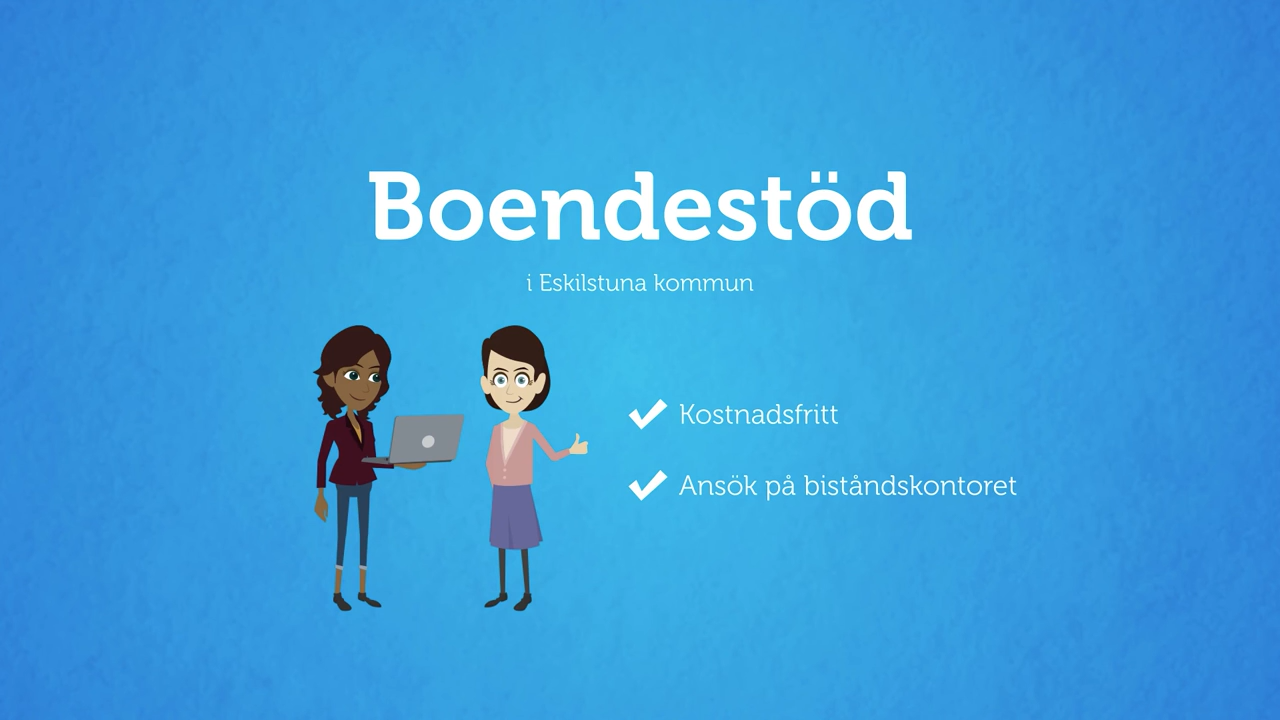 Boendestöd
i Eskilstuna kommun
Kostnadsfritt
Ansök på biståndskontoret